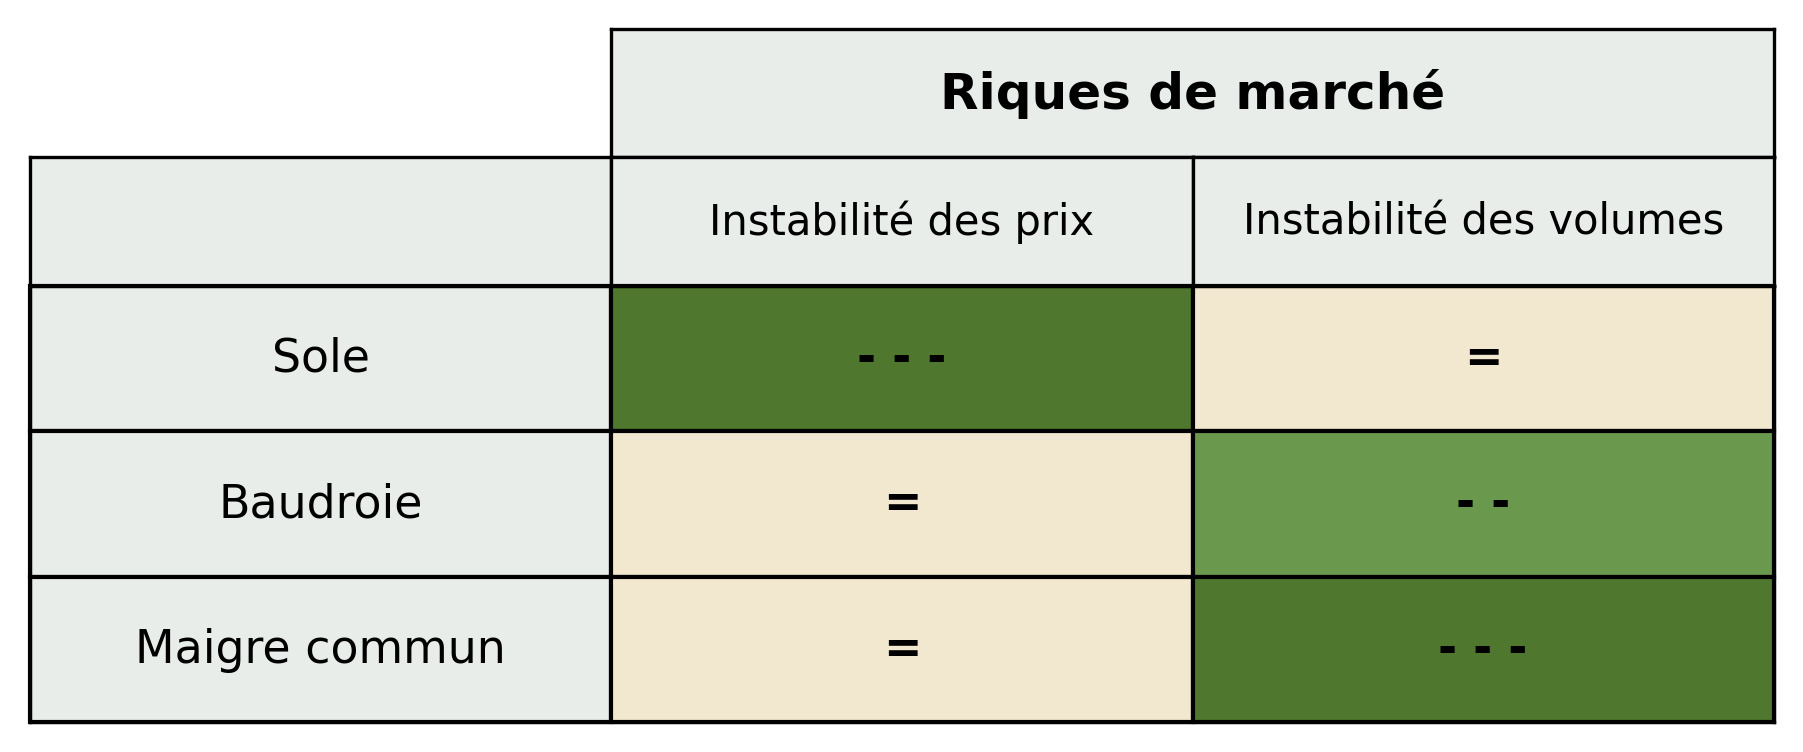 Riques de marché
Instabilité des prix Instabilité des volumes
Sole - - - =
Baudroie = - -
Maigre commun = - - -